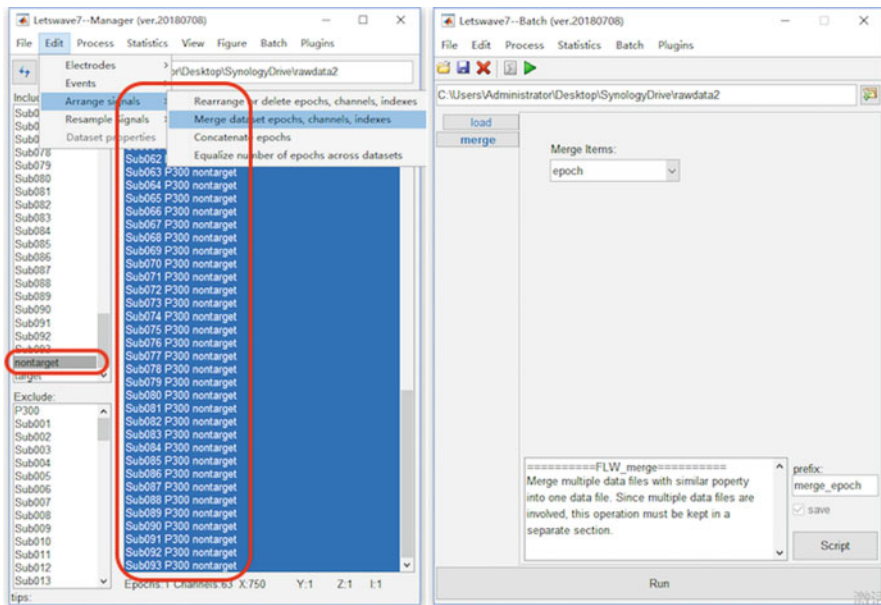 Letswave7--Manager (ver.20180708)
File Edit Process Statistics View Figure Batch Plugins
Electrodes
Events
Arrange signals
Resample Signals
Dataset properties
Rearrange or delete epochs, channels, indexes
Merge dataset epochs, channels, indexes
Concatenate epochs
Equalize number of epochs across datasets
or\Desktop\SynologyDrive\rawdata2
Sub078
Sub079
Sub080
Sub081
Sub082
Sub083
Sub084
Sub085
Sub086
Sub087
Sub088
Sub089
Sub090
Sub091
Sub092
Sub093
nontarget
target
Exclude:
P300
Sub001
Sub002
Sub003
Sub004
Sub005
Sub006
Sub007
Sub008
Sub009
Sub010
Sub011
Sub012
Sub013
tips:
Sub062
Sub063 P300 nontarget
Sub064 P300 nontarget
Sub065 P300 nontarget
Sub066 P300 nontarget
Sub067 P300 nontarget
Sub068 P300 nontarget
Sub069 P300 nontarget
Sub070 P300 nontarget
Sub071 P300 nontarget
Sub072 P300 nontarget
Sub073 P300 nontarget
Sub074 P300 nontarget
Sub075 P300 nontarget
Sub076 P300 nontarget
Sub077 P300 nontarget
Sub078 P300 nontarget
Sub079 P300 nontarget
Sub080 P300 nontarget
Sub081 P300 nontarget
Sub082 P300 nontarget
Sub083 P300 nontarget
Sub084 P300 nontarget
Sub085 P300 nontarget
Sub086 P300 nontarget
Sub087 P300 nontarget
Sub088 P300 nontarget
Sub089 P300 nontarget
Sub090 P300 nontarget
Sub091 P300 nontarget
Sub092 P300 nontarget
Sub093 P300 nontarget
Epochs:1 Channels:63 X:750 Y:1 Z:1 I:1
Letswave7--Batch (ver.20180708)
File Edit Process Statistics Batch Plugins
C:\Users\Administrator\Desktop\SynologyDrive\rawdata2
load
merge
Merge Items:
epoch
==========FLW_merge==========
Merge multiple data files with similar poperty
into one data file. Since multiple data files are
involved, this operation must be kept in a
separate section.
prefix:
merge_epoch
save
Script
Run